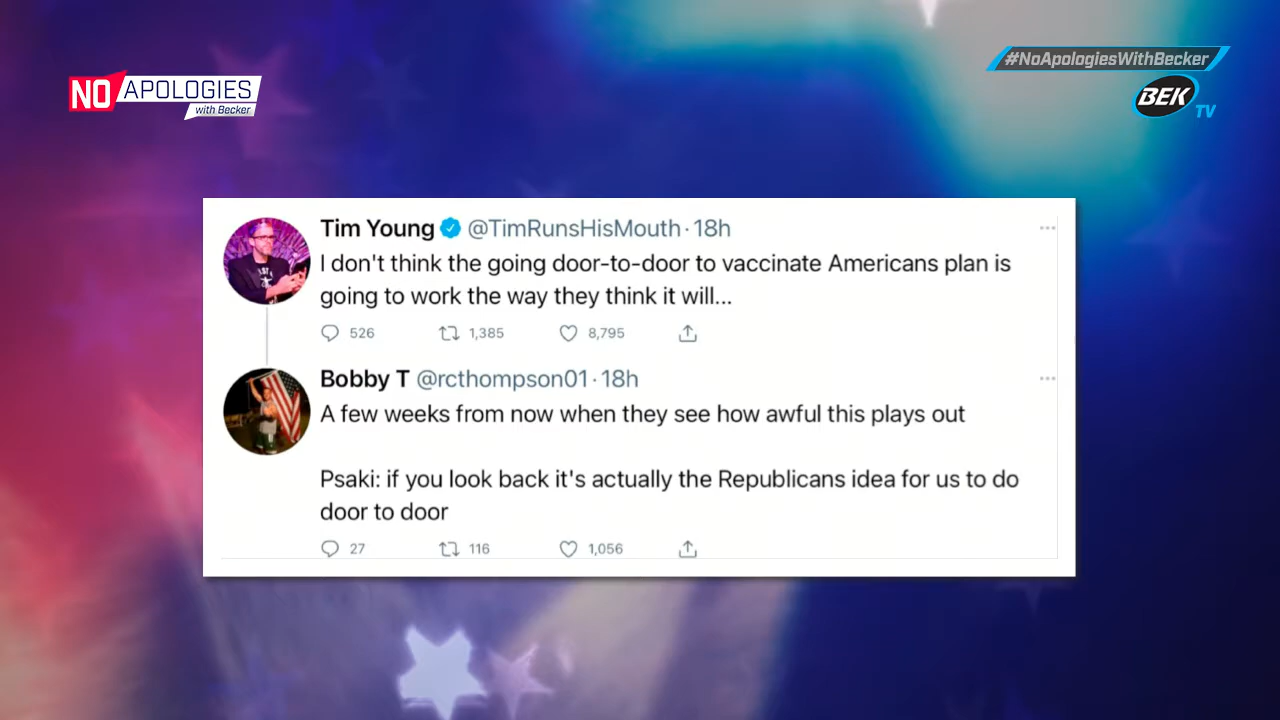 NO APOLOGIES
with Becker
#NoApologiesWithBecker
BEK TV
Tim Young @TimRunsHisMouth · 18h
I don't think the going door-to-door to vaccinate Americans plan is
going to work the way they think it will...
526 1,385 8,795
Bobby T @rcthompson01 · 18h
A few weeks from now when they see how awful this plays out
Psaki: if you look back it's actually the Republicans idea for us to do
door to door
27 116 1,056